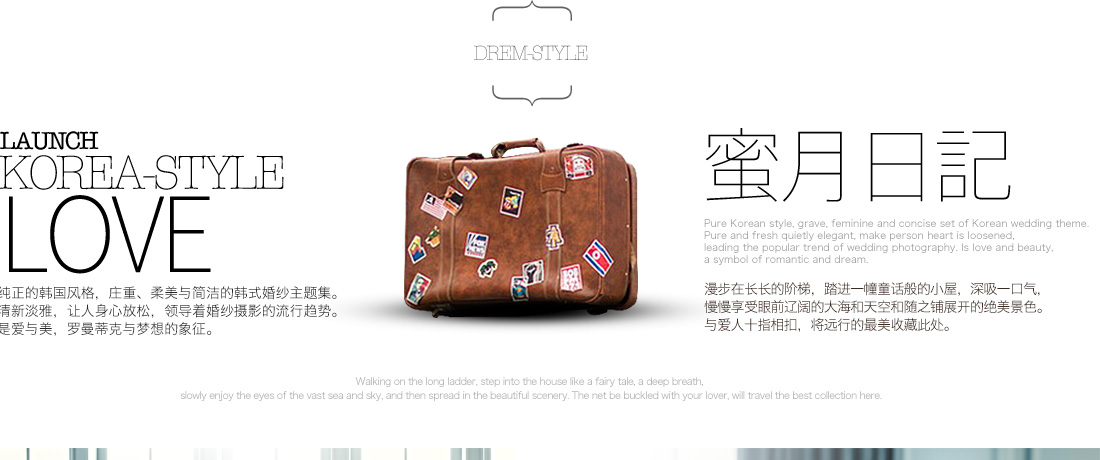 DREM-STYLE
LAUNCH
KOREA-STYLE
LOVE
纯正的韩国风格，庄重、柔美与简洁的韩式婚纱主题集。
清新淡雅，让人身心放松，领导着婚纱摄影的流行趋势。
是爱与美，罗曼蒂克与梦想的象征。
蜜月日記
Pure Korean style, grave, feminine and concise set of Korean wedding theme.
Pure and fresh quietly elegant, make person heart is loosened,
leading the popular trend of wedding photography. Is love and beauty,
a symbol of romantic and dream.
漫步在长长的阶梯，踏进一幢童话般的小屋，深吸一口气，
慢慢享受眼前辽阔的大海和天空和随之铺展开的绝美景色。
与爱人十指相扣，将远行的最美收藏此处。
Walking on the long ladder, step into the house like a fairy tale, a deep breath,
slowly enjoy the eyes of the vast sea and sky, and then spread in the beautiful scenery. The net be buckled with your lover, will travel the best collection here.